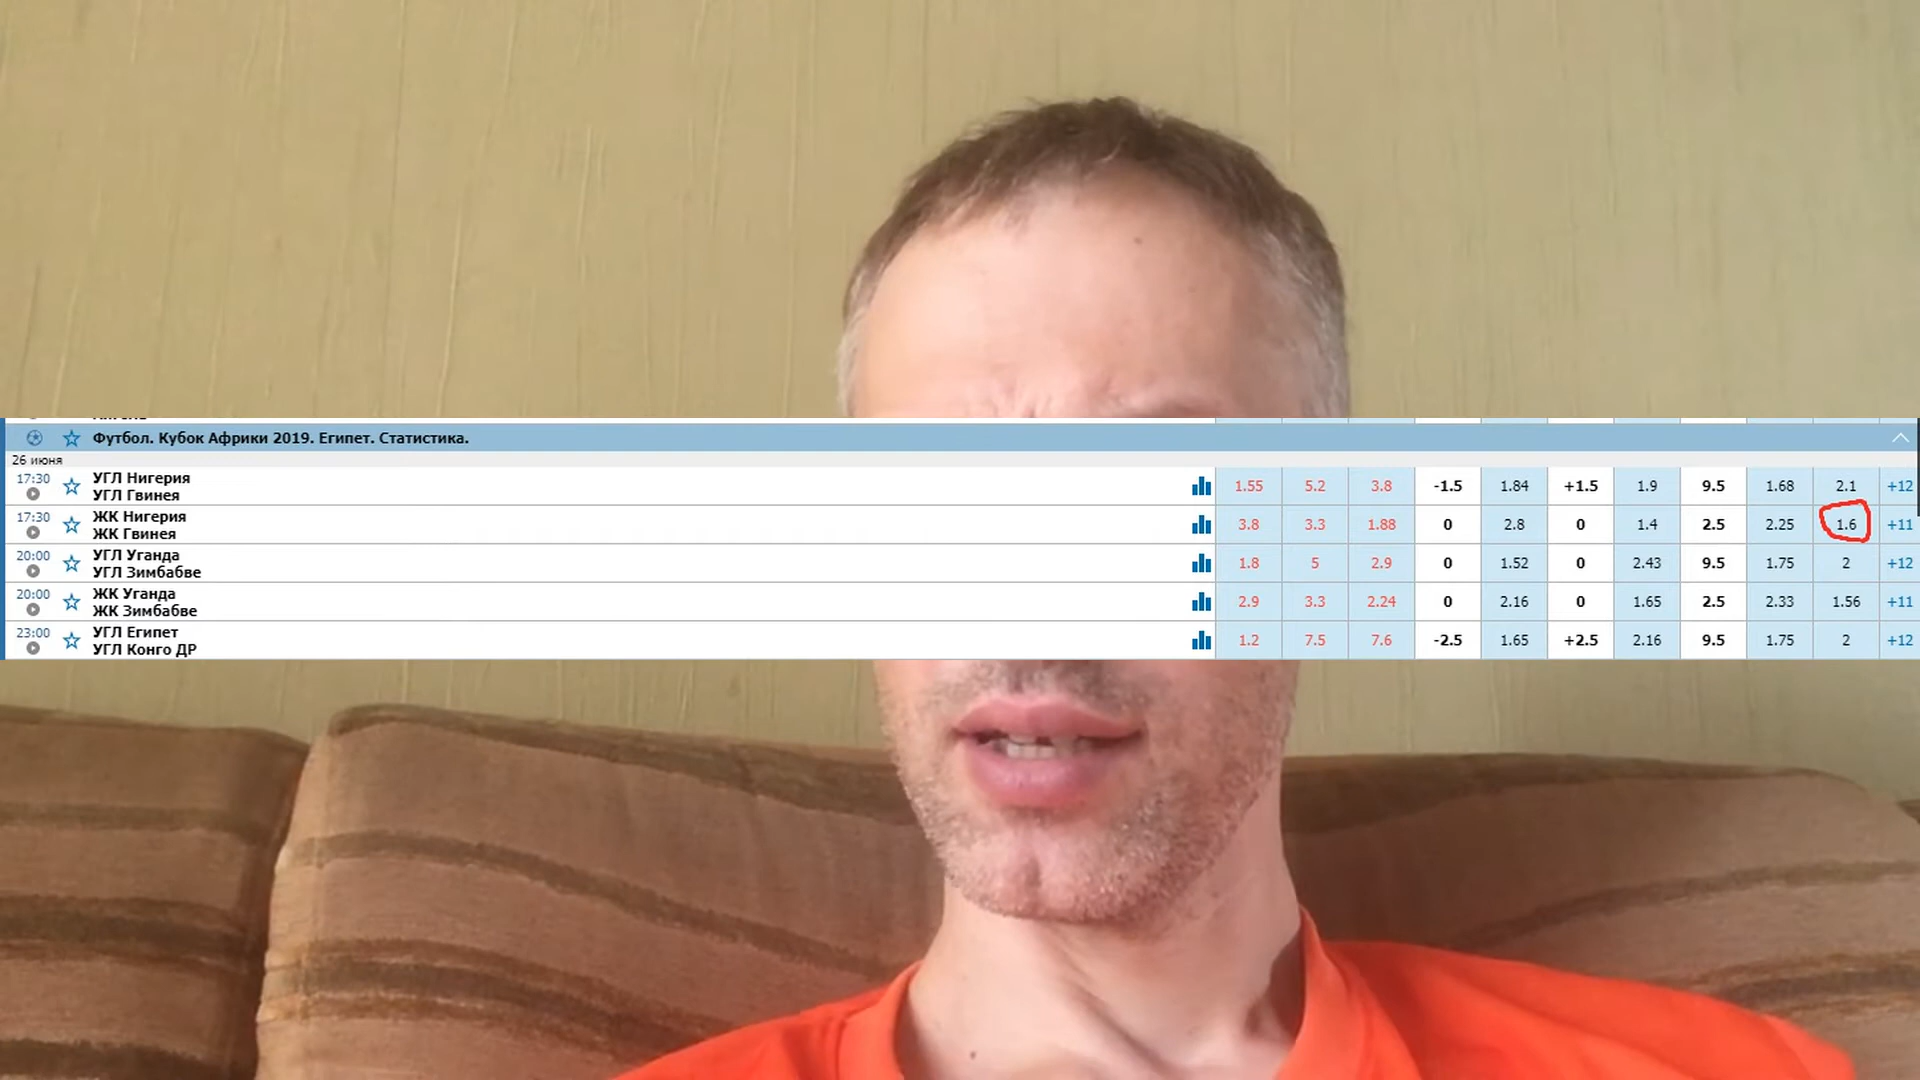 Футбол. Кубок Африки 2019. Египет. Статистика.
26 июня
17:30 УГЛ Нигерия 1.55 5.2 3.8 -1.5 1.84 +1.5 1.9 9.5 1.68 2.1 +12
УГЛ Гвинея
17:30 ЖК Нигерия 3.8 3.3 1.88 0 2.8 0 1.4 2.5 2.25 1.6 +11
ЖК Гвинея
20:00 УГЛ Уганда 1.8 5 2.9 0 1.52 0 2.43 9.5 1.75 2 +12
УГЛ Зимбабве
20:00 ЖК Уганда 2.9 3.3 2.24 0 2.16 0 1.65 2.5 2.33 1.56 +11
ЖК Зимбабве
23:00 УГЛ Египет 1.2 7.5 7.6 -2.5 1.65 +2.5 2.16 9.5 1.75 2 +12
УГЛ Конго ДР